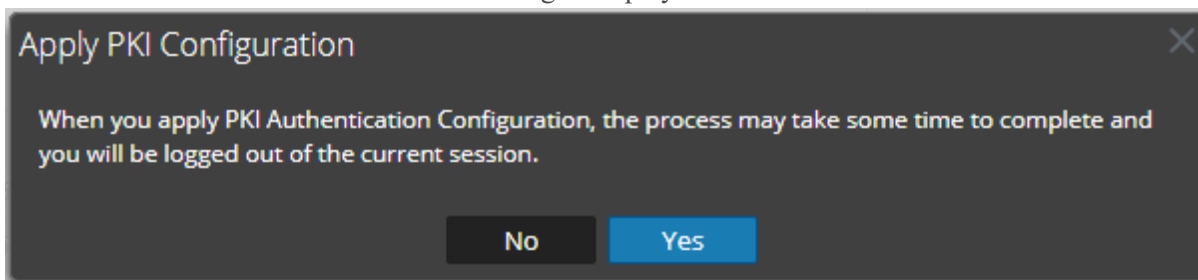 Apply PKI Configuration
When you apply PKI Authentication Configuration, the process may take some time to complete and
you will be logged out of the current session.
No Yes